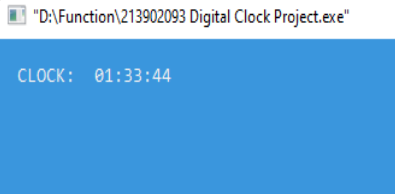 "D:\Function\213902093 Digital Clock Project.exe"
CLOCK: 01:33:44